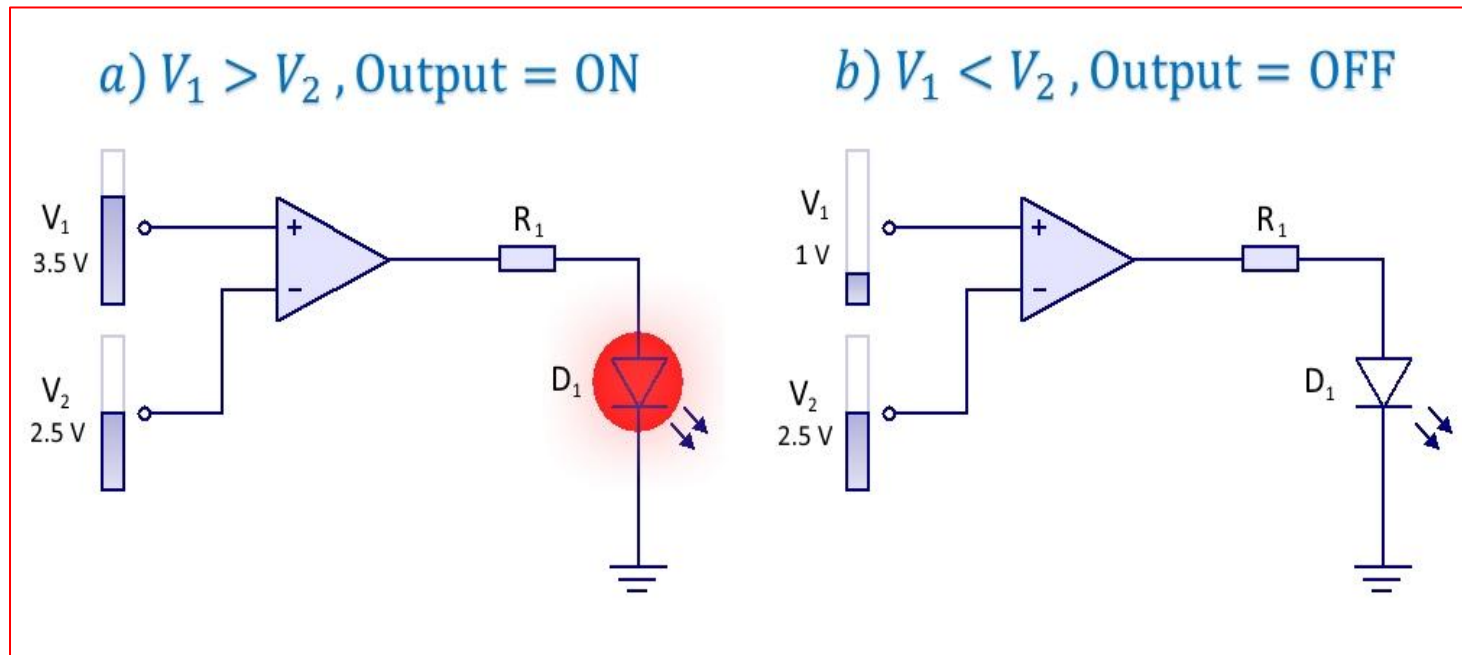 a) V₁ > V₂ , Output = ON
V₁
3.5 V
+
−
R₁
V₂
2.5 V
D₁
b) V₁ < V₂ , Output = OFF
V₁
1 V
+
−
R₁
V₂
2.5 V
D₁